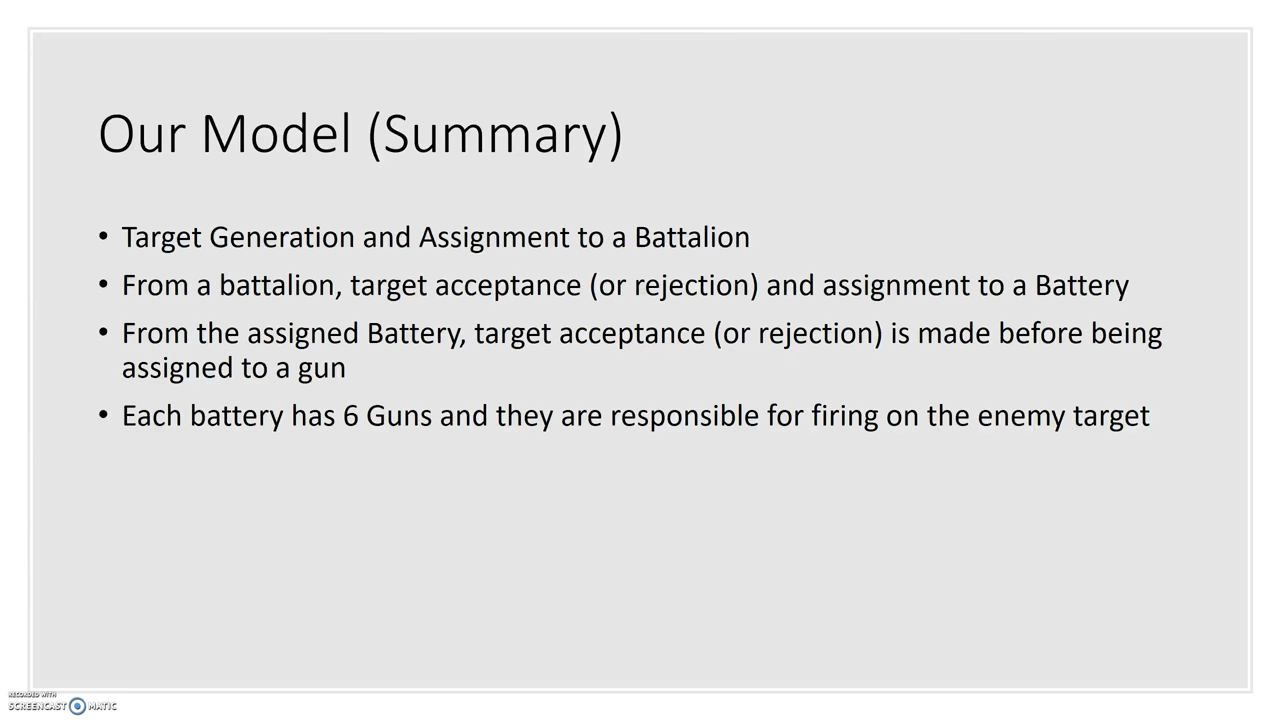 Our Model (Summary)
• Target Generation and Assignment to a Battalion
• From a battalion, target acceptance (or rejection) and assignment to a Battery
• From the assigned Battery, target acceptance (or rejection) is made before being
assigned to a gun
• Each battery has 6 Guns and they are responsible for firing on the enemy target
RECORDED WITH
SCREENCAST MATIC